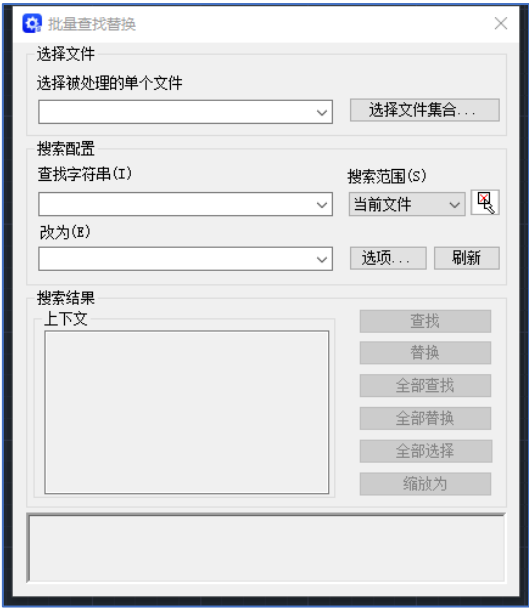 批量查找替换
选择文件
选择被处理的单个文件
选择文件集合...
搜索配置
查找字符串(I)
搜索范围(S)
当前文件
改为(E)
选项...
刷新
搜索结果
上下文
查找
替换
全部查找
全部替换
全部选择
缩放为